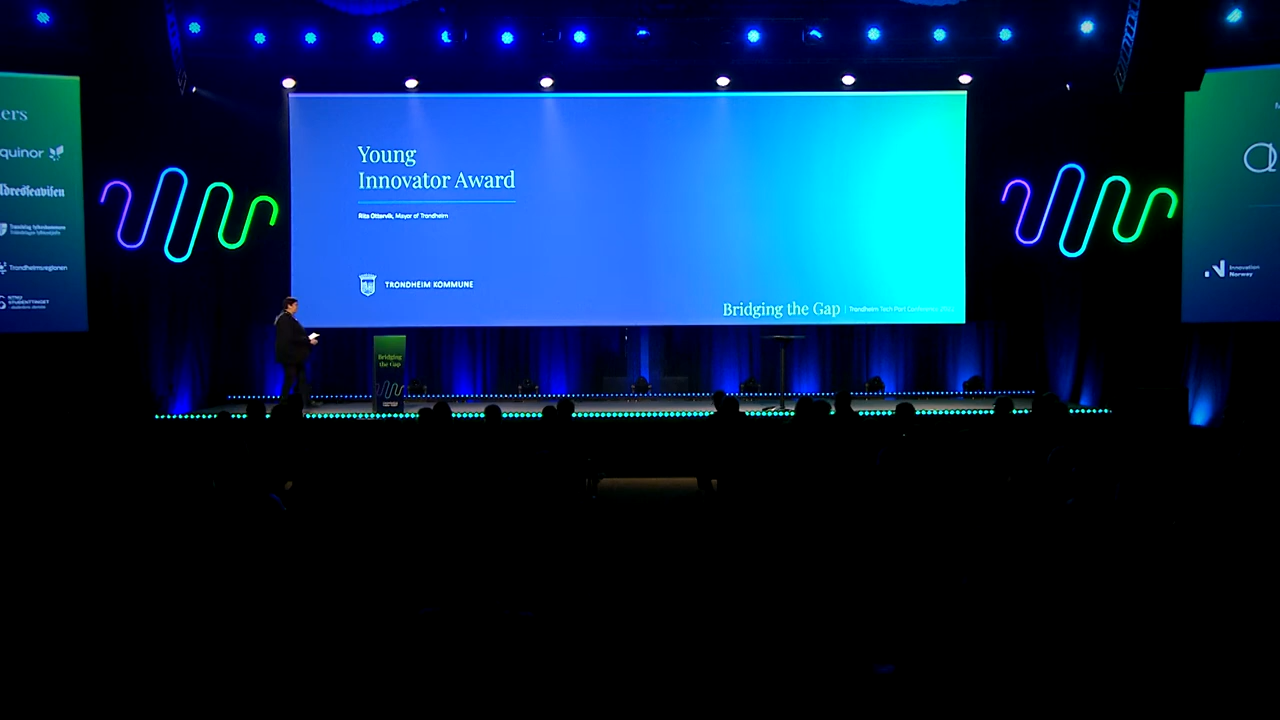 ers
quinor
Adresseavisen
Trondheimsregionen
Young
Innovator Award
Rita Ottervik, Mayor of Trondheim
TRONDHEIM KOMMUNE
Bridging the Gap | Trondheim Tech Port Conference
Bridging
the Gap
Innovation
Norway